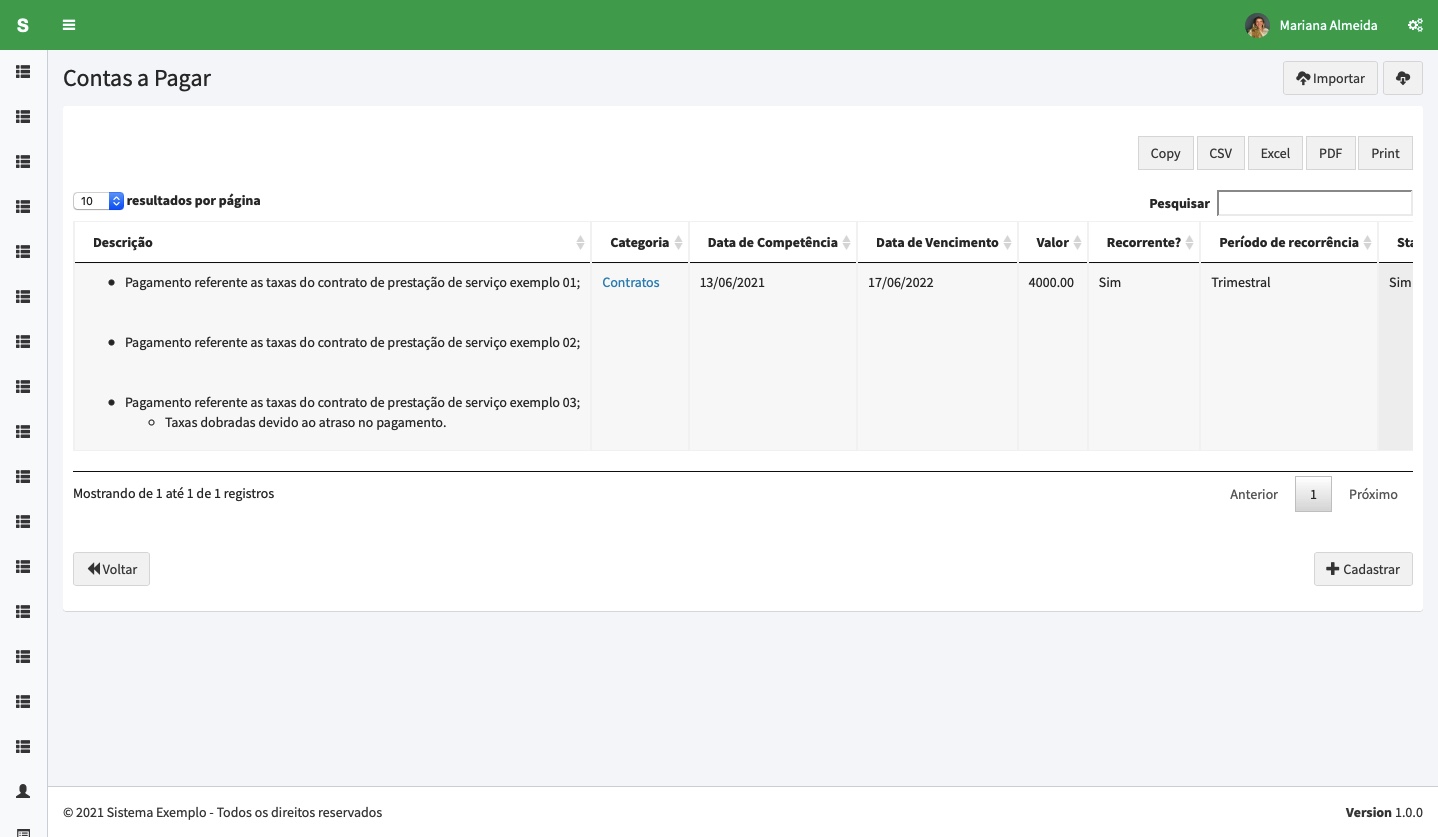 S
Mariana Almeida
Contas a Pagar
Importar
Copy CSV Excel PDF Print
10 resultados por página
Pesquisar
Descrição Categoria Data de Competência Data de Vencimento Valor Recorrente? Período de recorrência Sta
• Pagamento referente as taxas do contrato de prestação de serviço exemplo 01; Contratos 13/06/2021 17/06/2022 4000.00 Sim Trimestral Sim
• Pagamento referente as taxas do contrato de prestação de serviço exemplo 02;
• Pagamento referente as taxas do contrato de prestação de serviço exemplo 03;
○ Taxas dobradas devido ao atraso no pagamento.
Mostrando de 1 até 1 de 1 registros
Anterior 1 Próximo
Voltar
Cadastrar
© 2021 Sistema Exemplo - Todos os direitos reservados
Version 1.0.0